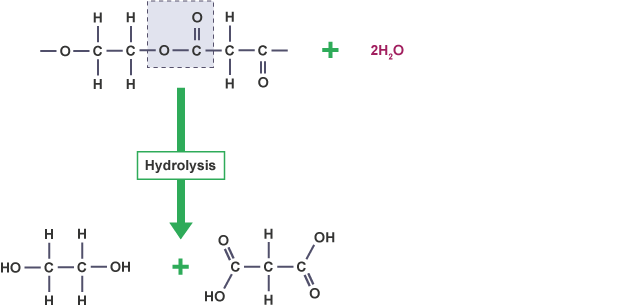 H H O H
O C C O C C C + 2H₂O
H H H O
Hydrolysis
H H O H OH
HO C C OH + C C C
H H HO H O